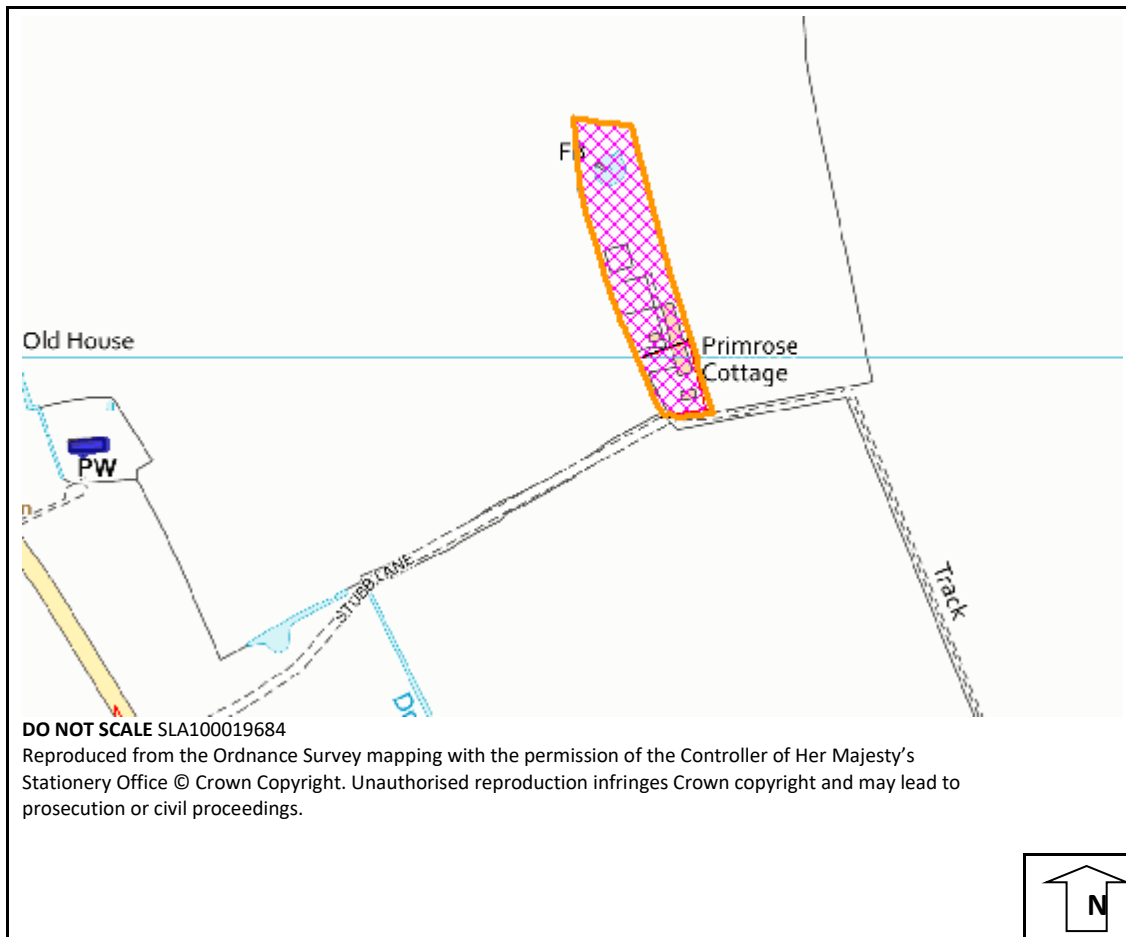 FB
Old House
Primrose
Cottage
PW
STUBB LANE
Track
DO NOT SCALE SLA100019684
Reproduced from the Ordnance Survey mapping with the permission of the Controller of Her Majesty's
Stationery Office © Crown Copyright. Unauthorised reproduction infringes Crown copyright and may lead to
prosecution or civil proceedings.
N